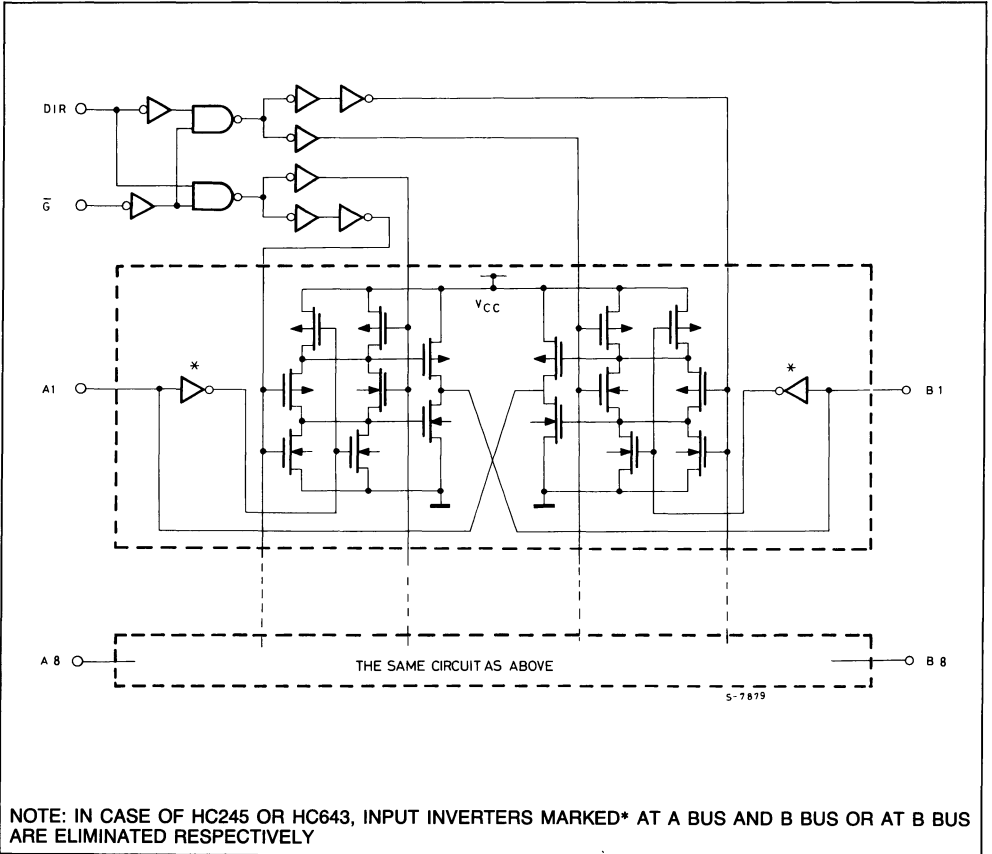 DIR
G̅
VCC
*
*
A1
B1
A8
THE SAME CIRCUIT AS ABOVE
B8
S-7879
NOTE: IN CASE OF HC245 OR HC643, INPUT INVERTERS MARKED* AT A BUS AND B BUS OR AT B BUS
ARE ELIMINATED RESPECTIVELY